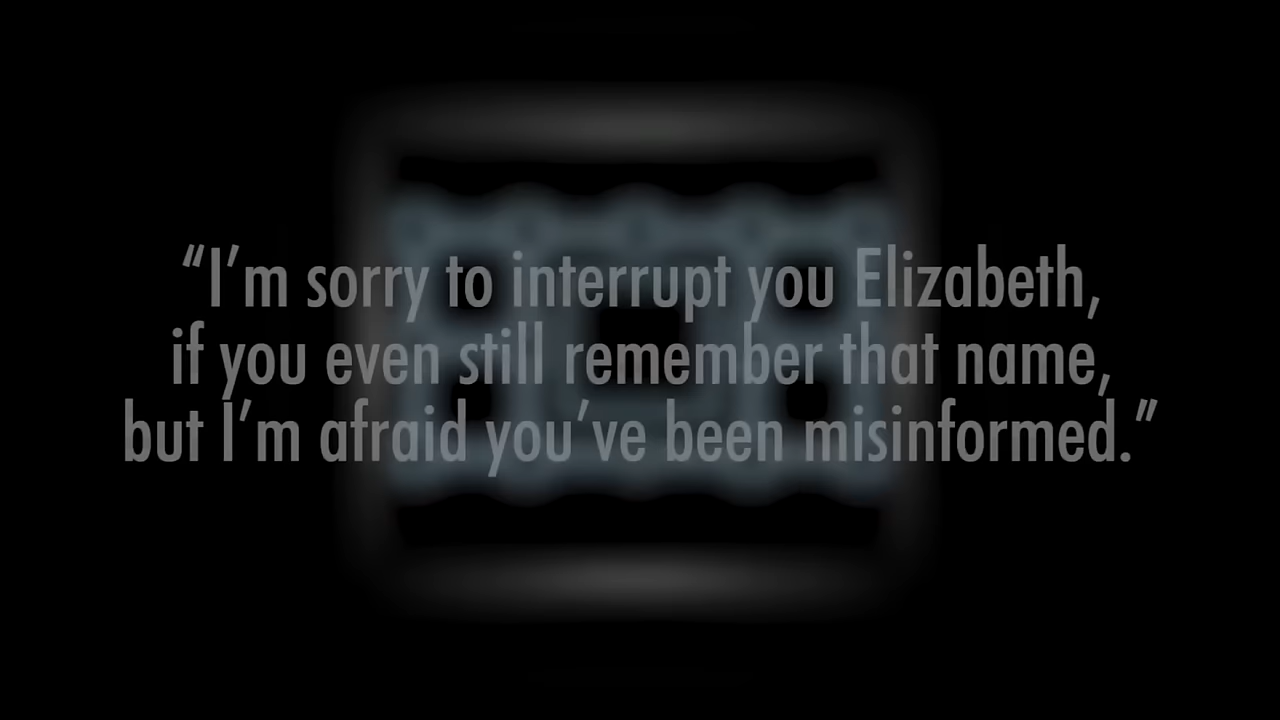 “I’m sorry to interrupt you Elizabeth,
if you even still remember that name,
but I’m afraid you’ve been misinformed.”